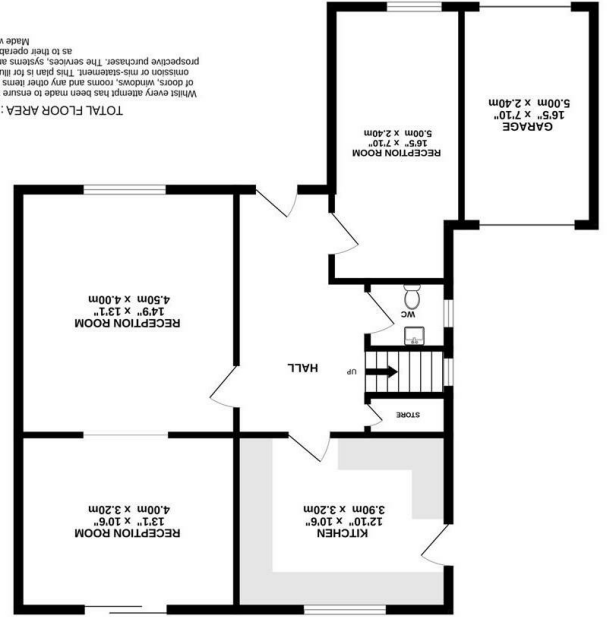 KITCHEN
12'10" x 10'6"
3.90m x 3.20m
RECEPTION ROOM
13'1" x 10'6"
4.00m x 3.20m
STORE
UP
HALL
WC
RECEPTION ROOM
14'9" x 13'1"
4.50m x 4.00m
GARAGE
16'5" x 7'10"
5.00m x 2.40m
RECEPTION ROOM
16'5" x 7'10"
5.00m x 2.40m
TOTAL FLOOR AREA :
Whilst every attempt has been made to ensure
of doors, windows, rooms and any other items
omission or mis-statement. This plan is for illu
prospective purchaser. The services, systems an
as to their operab
Made w